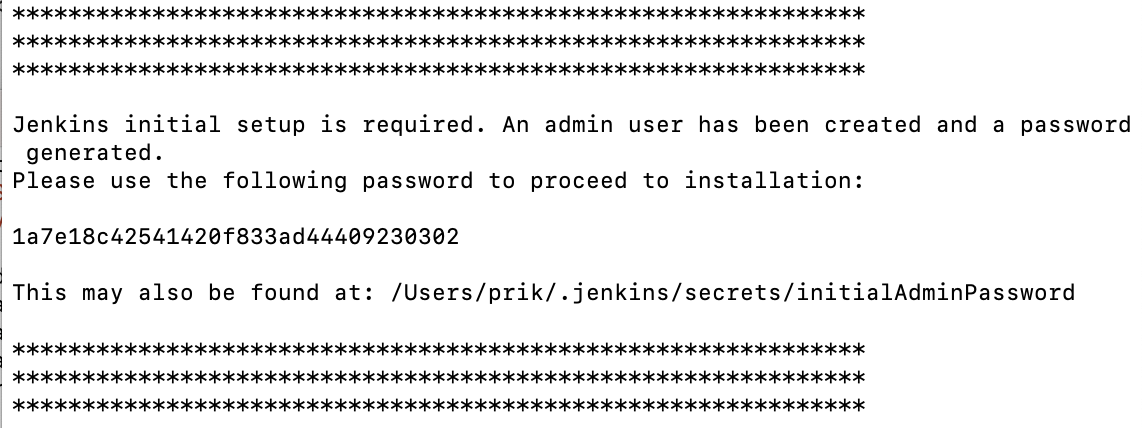 *************************************************************
*************************************************************
*************************************************************
Jenkins initial setup is required. An admin user has been created and a password
generated.
Please use the following password to proceed to installation:
1a7e18c42541420f833ad44409230302
This may also be found at: /Users/prik/.jenkins/secrets/initialAdminPassword
*************************************************************
*************************************************************
*************************************************************